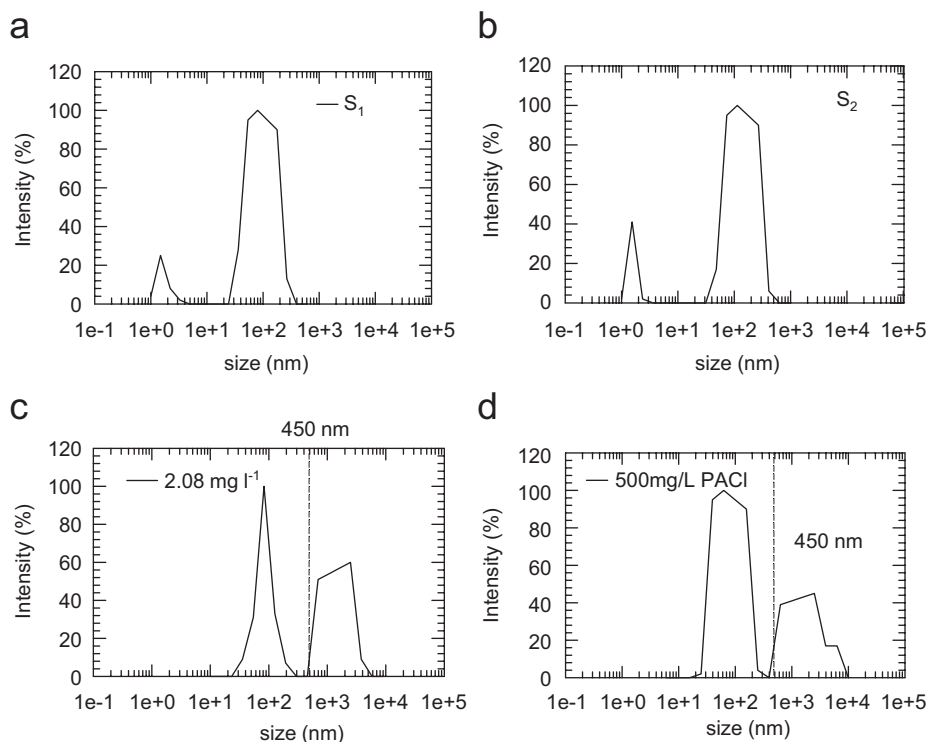 a
120
100
80
60
40
20
0
Intensity (%)
S₁
1e-1 1e+0 1e+1 1e+2 1e+3 1e+4 1e+5
size (nm)
b
120
100
80
60
40
20
0
Intensity (%)
S₂
1e-1 1e+0 1e+1 1e+2 1e+3 1e+4 1e+5
size (nm)
c
450 nm
120
100
80
60
40
20
0
Intensity (%)
2.08 mg l⁻¹
1e-1 1e+0 1e+1 1e+2 1e+3 1e+4 1e+5
size (nm)
d
120
100
80
60
40
20
0
Intensity (%)
500mg/L PACl
450 nm
1e-1 1e+0 1e+1 1e+2 1e+3 1e+4 1e+5
size (nm)